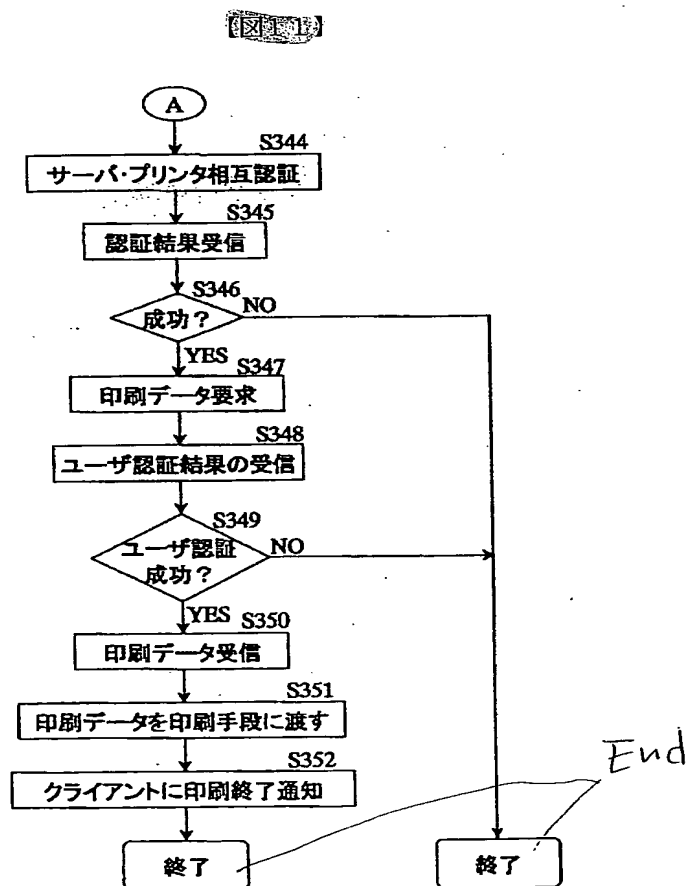 【図11】
A
S344
サーバ・プリンタ相互認証
S345
認証結果受信
S346
成功？
NO
YES
S347
印刷データ要求
S348
ユーザ認証結果の受信
S349
ユーザ認証
成功？
NO
YES
S350
印刷データ受信
S351
印刷データを印刷手段に渡す
S352
クライアントに印刷終了通知
End
終了
終了